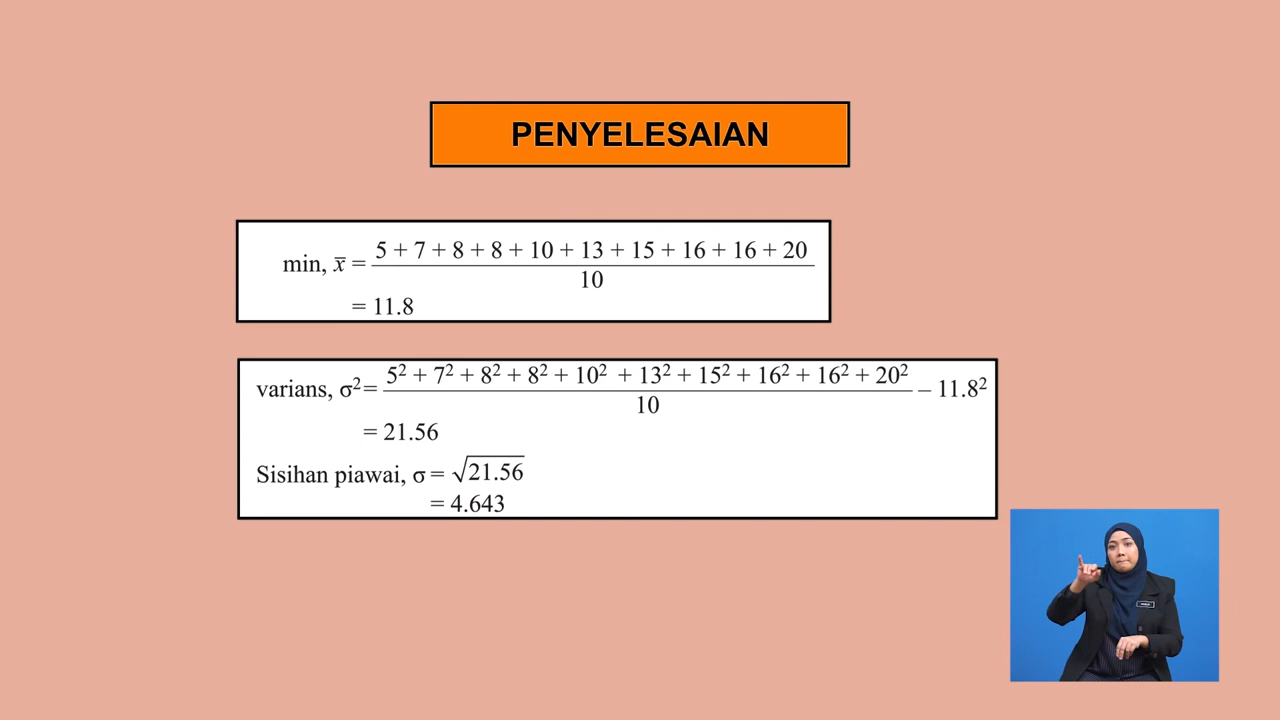 PENYELESAIAN
min, x̅ = (5 + 7 + 8 + 8 + 10 + 13 + 15 + 16 + 16 + 20) / 10
= 11.8
varians, σ² = (5² + 7² + 8² + 8² + 10² + 13² + 15² + 16² + 16² + 20²) / 10 – 11.8²
= 21.56
Sisihan piawai, σ = √21.56
= 4.643